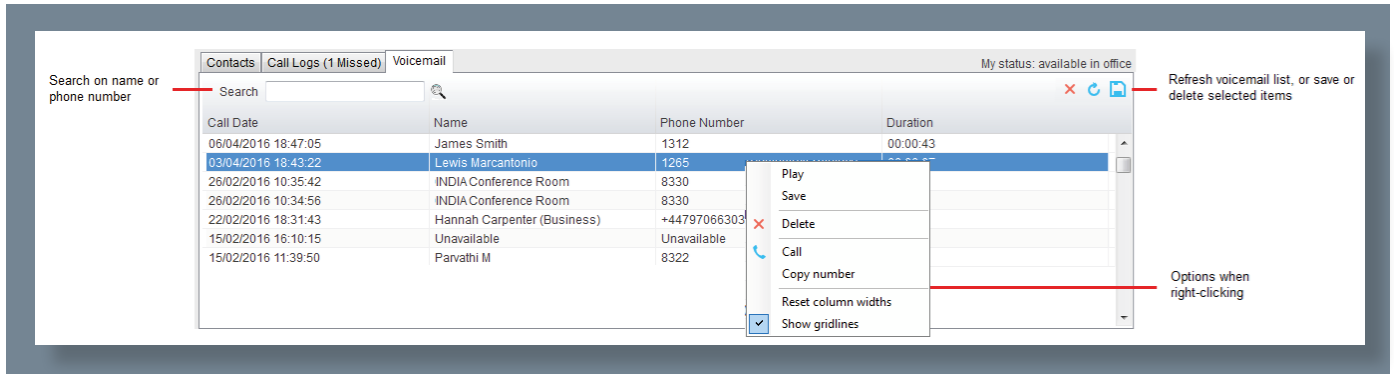 Contacts Call Logs (1 Missed) Voicemail My status: available in office
Search on name or
phone number
Search
Refresh voicemail list, or save or
delete selected items
Call Date Name Phone Number Duration
06/04/2016 18:47:05 James Smith 1312 00:00:43
03/04/2016 18:43:22 Lewis Marcantonio 1265
26/02/2016 10:35:42 INDIA Conference Room 8330
26/02/2016 10:34:56 INDIA Conference Room 8330
22/02/2016 18:31:43 Hannah Carpenter (Business) +44797066303
15/02/2016 16:10:15 Unavailable Unavailable
15/02/2016 11:39:50 Parvathi M 8322
Play
Save
Delete
Call
Copy number
Reset column widths
Show gridlines
Options when
right-clicking